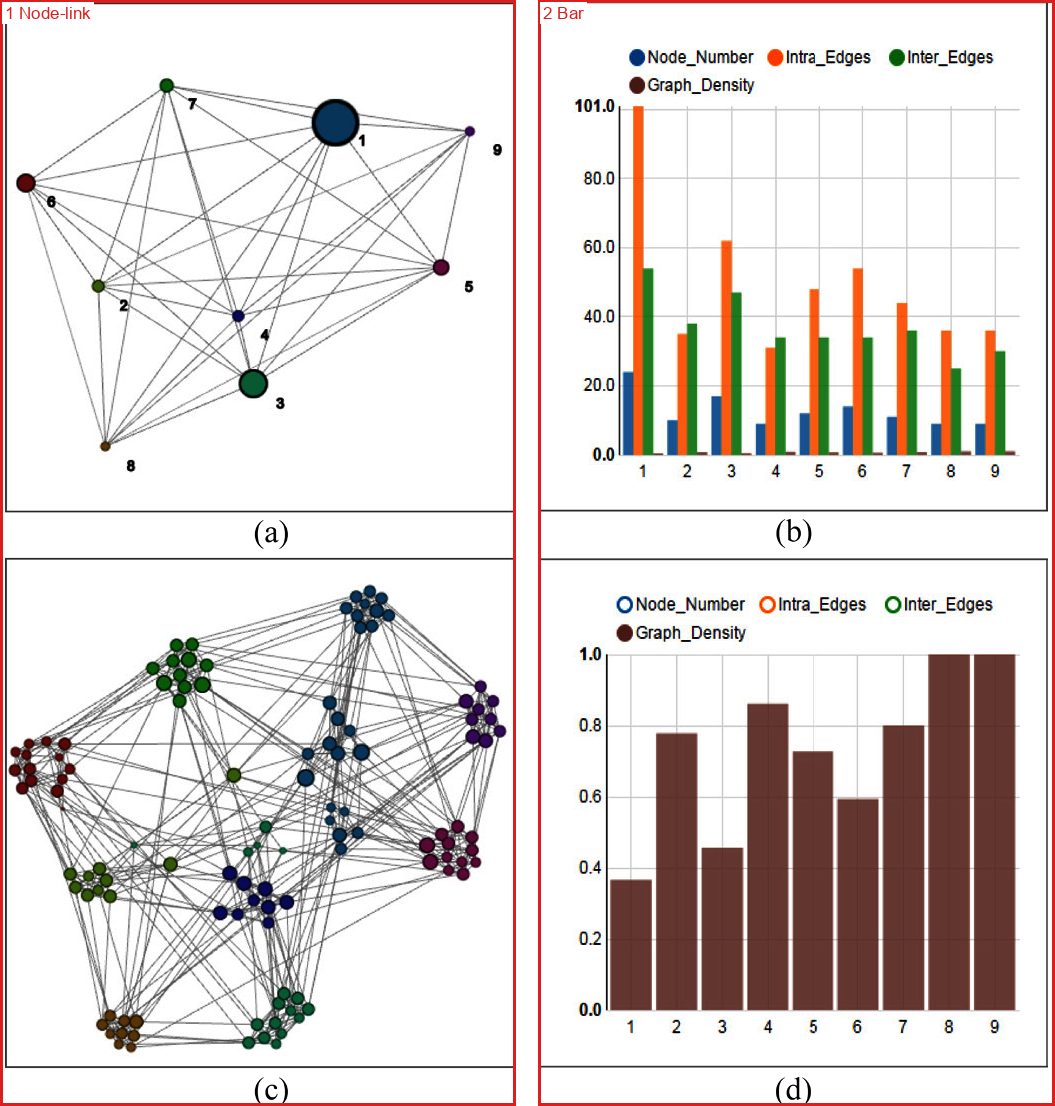 1 Node-link
7
1
9
6
5
2
4
3
8
(a)
2 Bar
Node_Number Intra_Edges Inter_Edges
Graph_Density
101.0
80.0
60.0
40.0
20.0
0.0
1 2 3 4 5 6 7 8 9
(b)
(c)
Node_Number Intra_Edges Inter_Edges
Graph_Density
1.0
0.8
0.6
0.4
0.2
0.0
1 2 3 4 5 6 7 8 9
(d)